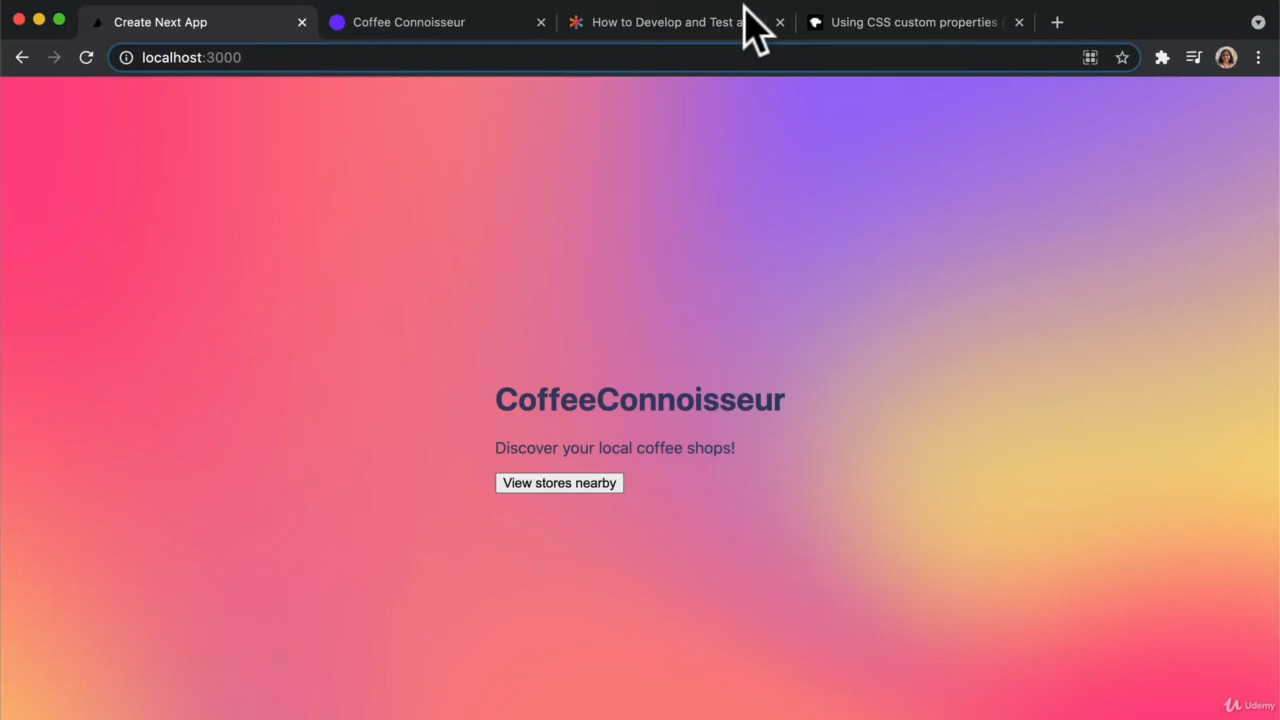 Create Next App
Coffee Connoisseur
How to Develop and Test a
Using CSS custom properties
localhost:3000
CoffeeConnoisseur
Discover your local coffee shops!
View stores nearby
Udemy